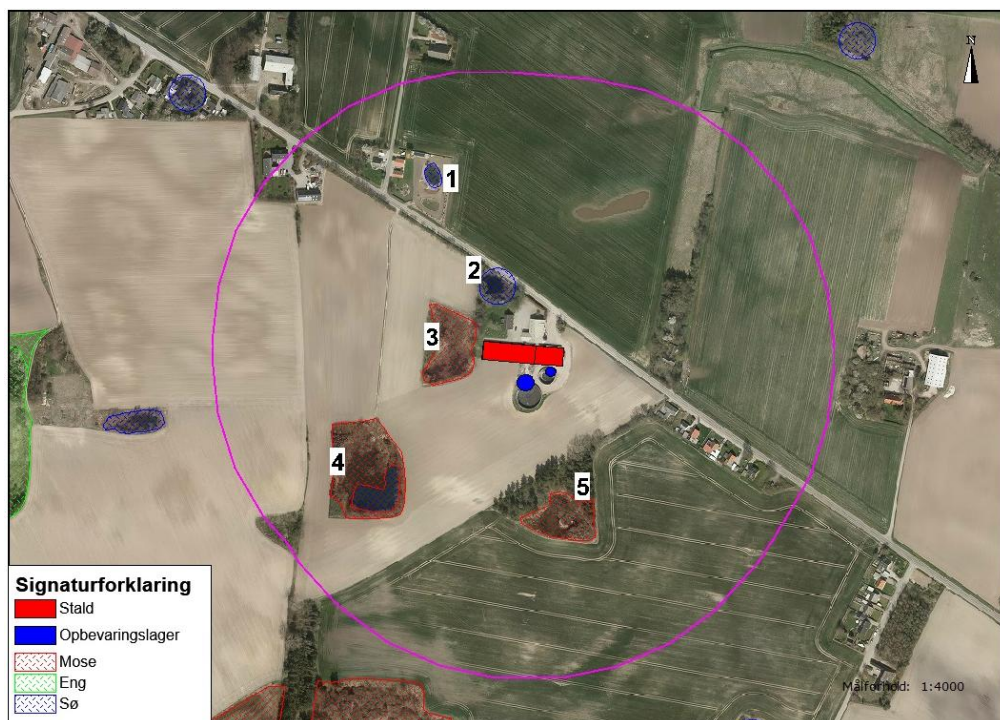 N
1
2
3
4
5
Signaturforklaring
Stald
Opbevaringslager
Mose
Eng
Sø
Målforhold: 1:4000